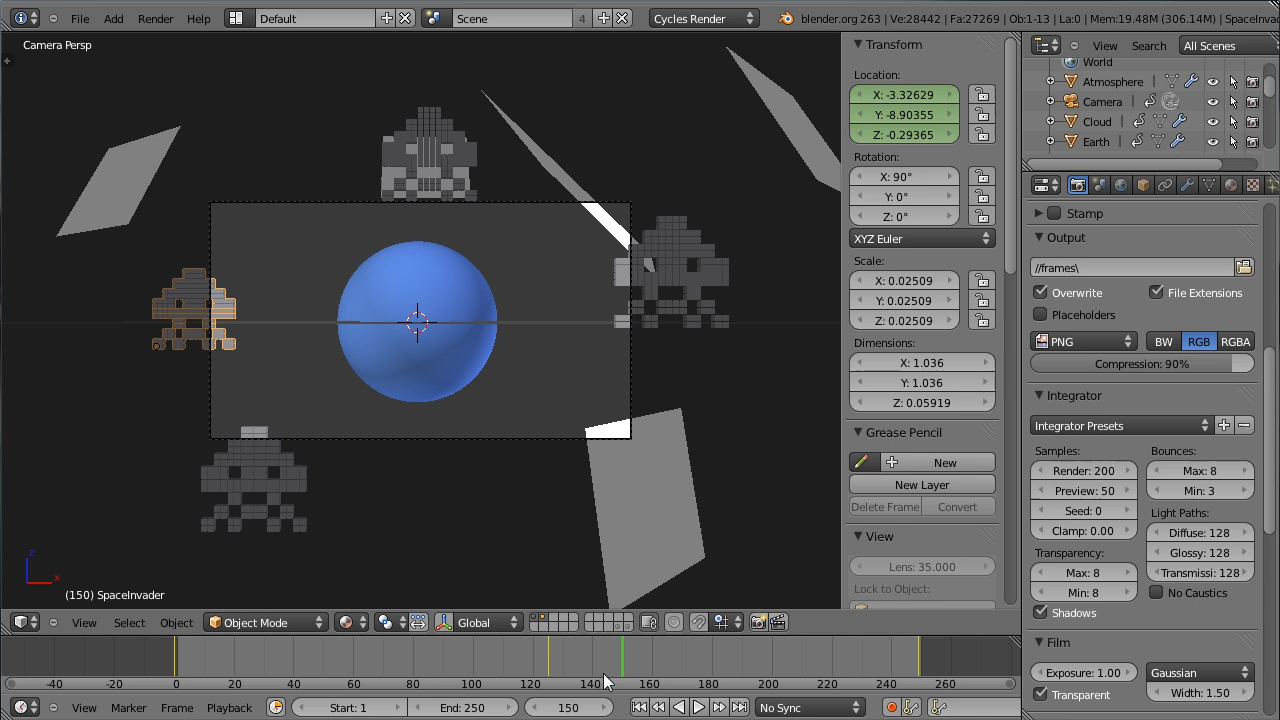 File Add Render Help Default Scene 4 Cycles Render blender.org 263 | Ve:28442 | Fa:27269 | Ob:1-13 | La:0 | Mem:19.48M (306.14M) | SpaceInvader
Camera Persp
(150) SpaceInvader
z
x
View Select Object Object Mode Global
Transform
Location:
X: -3.32629
Y: -8.90355
Z: -0.29365
Rotation:
X: 90°
Y: 0°
Z: 0°
XYZ Euler
Scale:
X: 0.02509
Y: 0.02509
Z: 0.02509
Dimensions:
X: 1.036
Y: 1.036
Z: 0.05919
Grease Pencil
New
New Layer
Delete Frame Convert
View
Lens: 35.000
Lock to Object:
View Search All Scenes
World
Atmosphere
Camera
Cloud
Earth
Stamp
Output
//frames\
Overwrite File Extensions
Placeholders
PNG BW RGB RGBA
Compression: 90%
Integrator
Integrator Presets
Samples: Bounces:
Render: 200 Max: 8
Preview: 50 Min: 3
Seed: 0 Light Paths:
Clamp: 0.00 Diffuse: 128
Transparency: Glossy: 128
Max: 8 Transmissi: 128
Min: 8 No Caustics
Shadows
Film
Exposure: 1.00 Gaussian
Transparent Width: 1.50
-40 -20 0 20 40 60 80 100 120 140 160 180 200 220 240 260
View Marker Frame Playback Start: 1 End: 250 150 No Sync